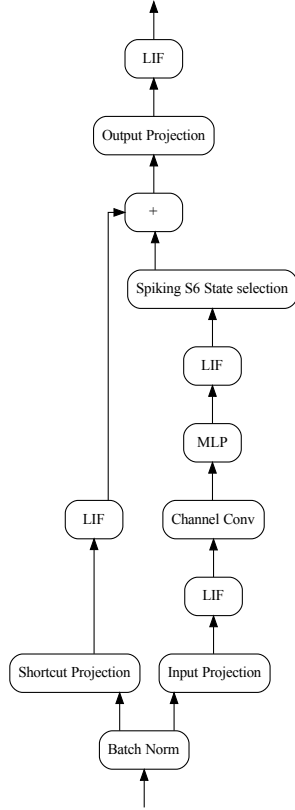 LIF
Output Projection
+
Spiking S6 State selection
LIF
MLP
LIF
Channel Conv
LIF
Shortcut Projection
Input Projection
Batch Norm